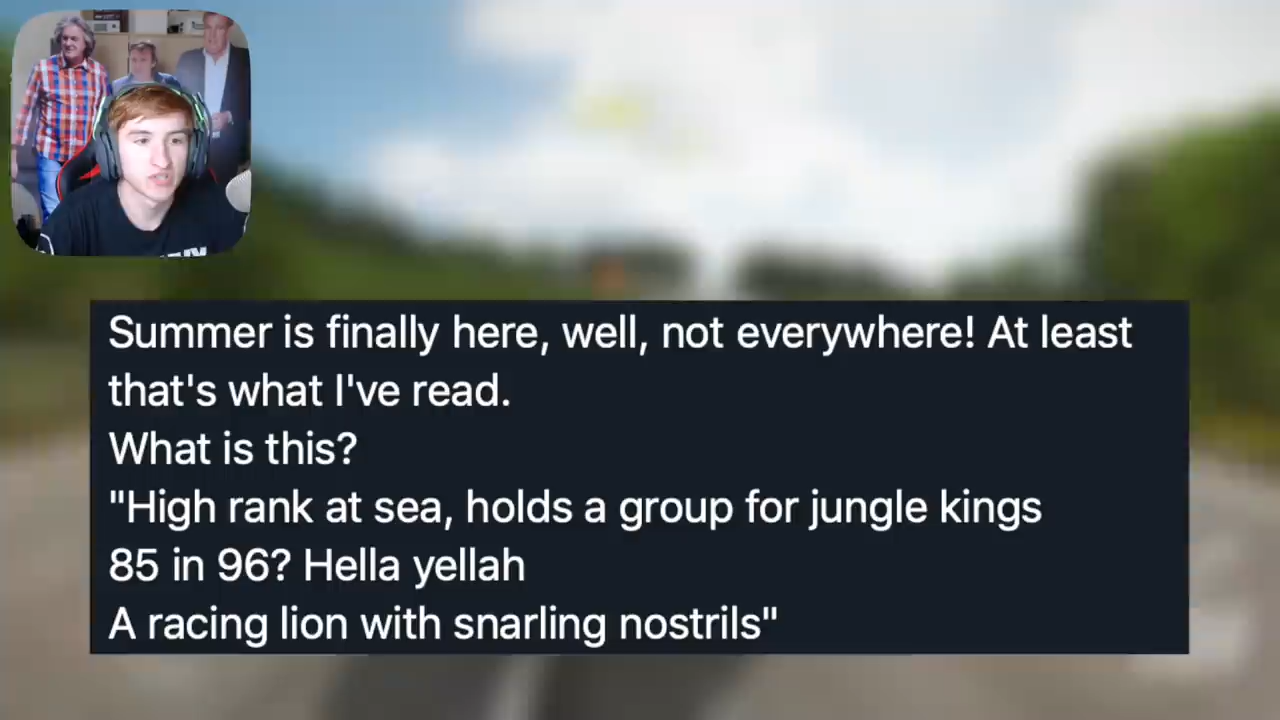 Summer is finally here, well, not everywhere! At least
that's what I've read.
What is this?
"High rank at sea, holds a group for jungle kings
85 in 96? Hella yellah
A racing lion with snarling nostrils"